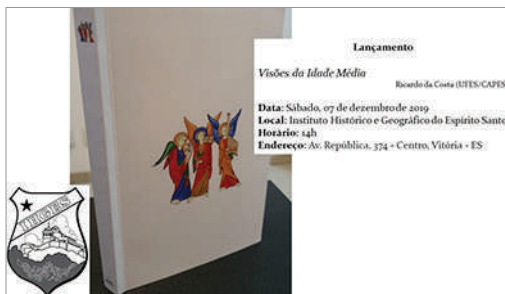 Lançamento
Visões da Idade Média
Ricardo da Costa (UFES/CAPES
Data: Sábado, 07 de dezembro de 2019
Local: Instituto Histórico e Geográfico do Espírito Santo
Horário: 14h
Endereço: Av. República, 374 - Centro, Vitória - ES
IHGES